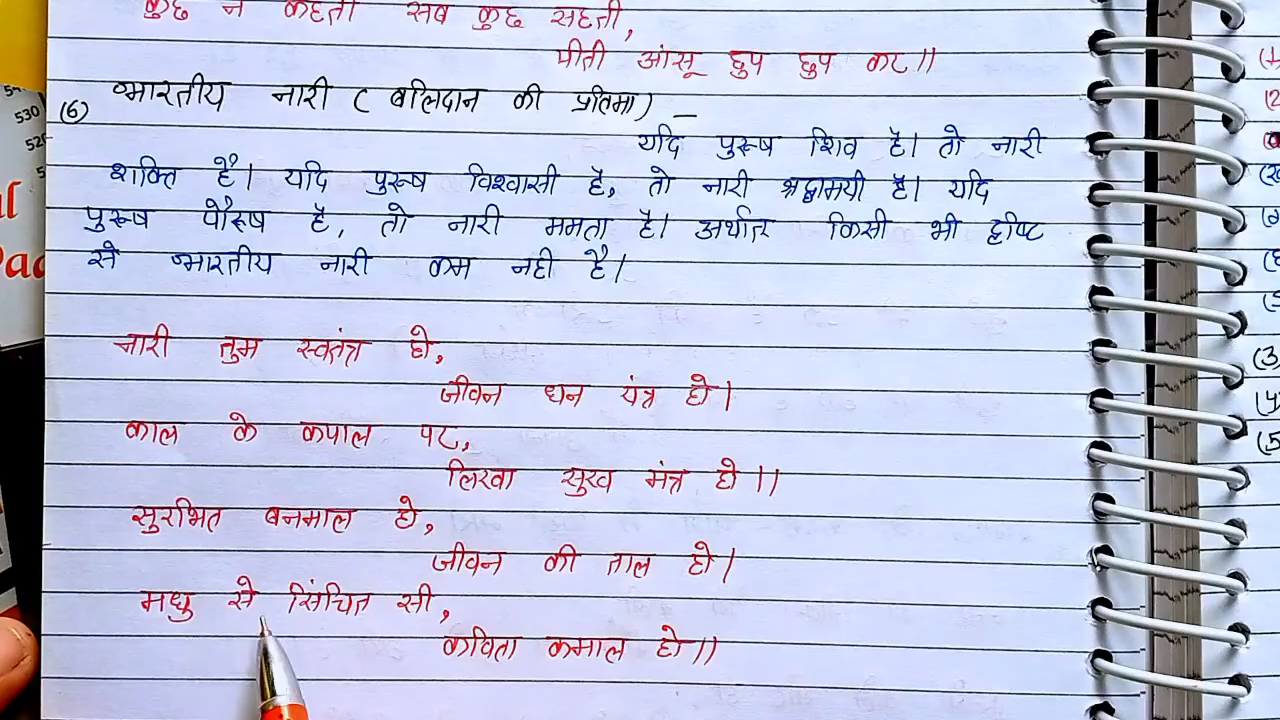 कुछ न कहती सब कुछ सहती,
पीती आंसू छुप छुप कर॥
(6) भारतीय नारी ( बलिदान की प्रतिमा) –
यदि पुरूष शिव है। तो नारी
शक्ति है। यदि पुरूष विश्वासी है, तो नारी श्रद्धामयी है। यदि
पुरूष पौरूष है, तो नारी ममता है। अर्थात किसी भी दृष्टि
से भारतीय नारी कम नही है।
नारी तुम स्वतंत्र हो,
जीवन धन यंत्र हो।
काल के कपाल पर,
लिखा सुख मंत्र हो।।
सुरभित बनमाल हो,
जीवन की ताल हो।
मधु से सिंचित सी,
कविता कमाल हो।।
530